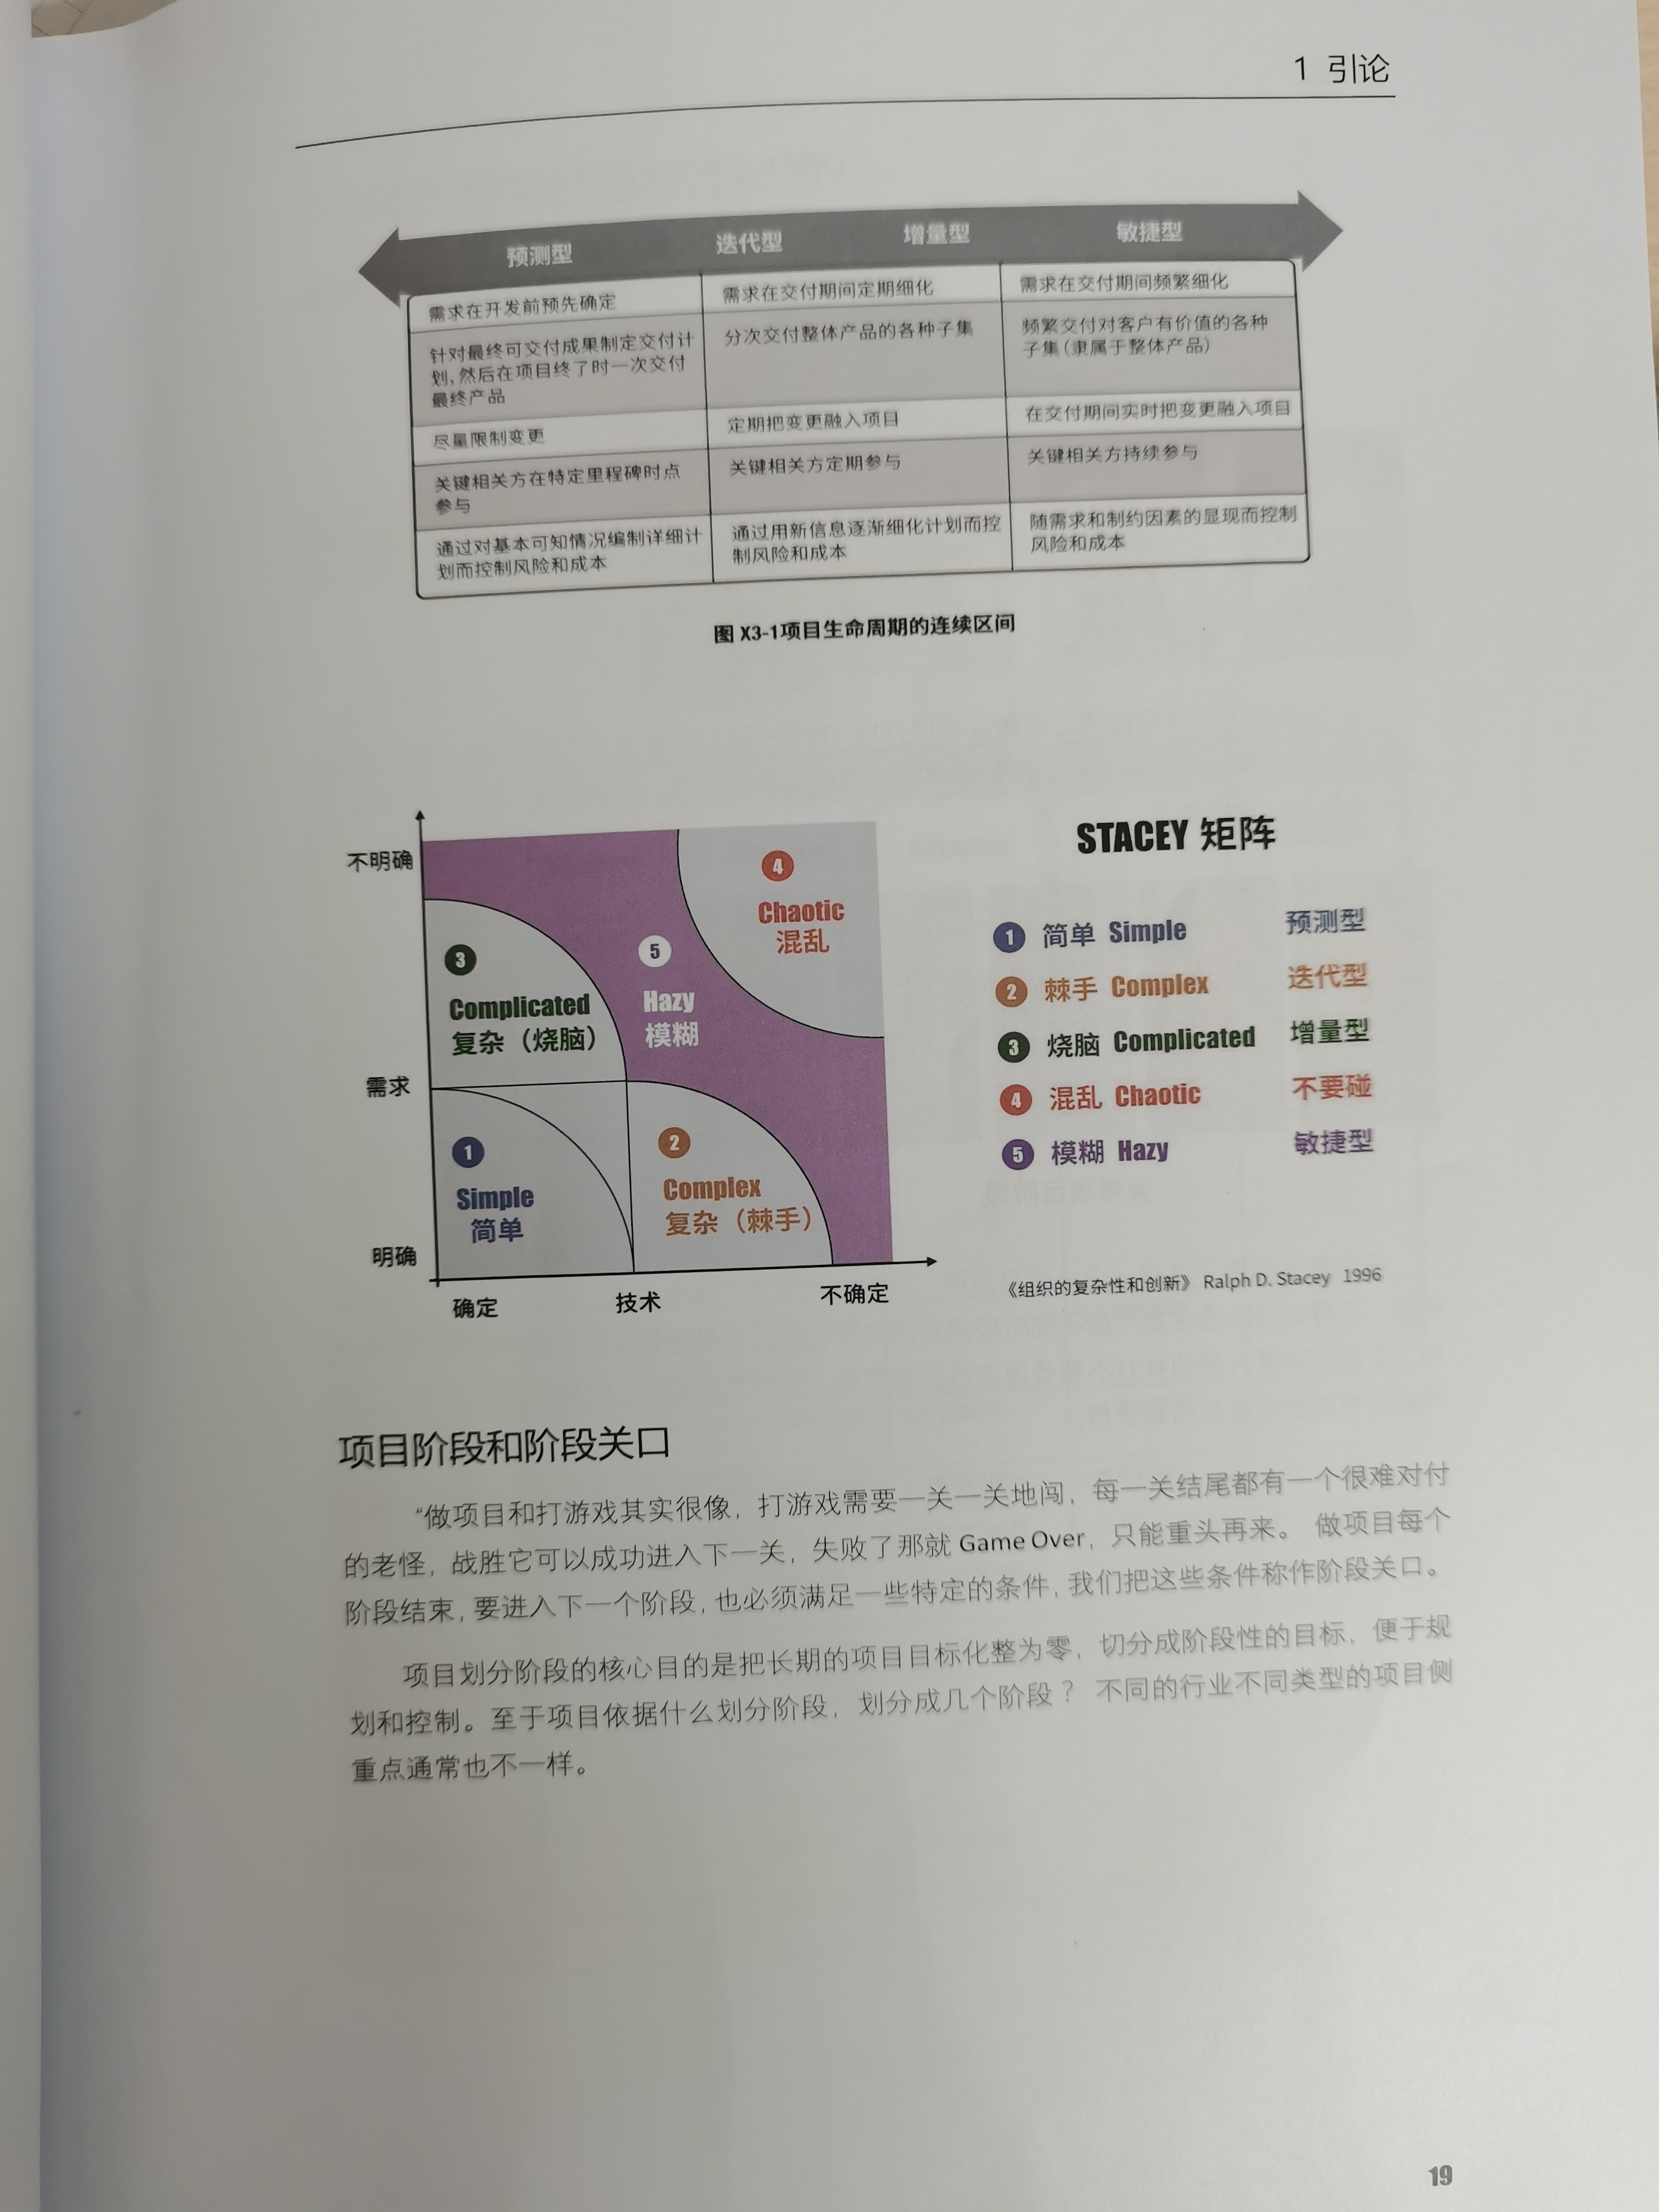 1 引论
预测型 迭代型 增量型 敏捷型
需求在开发前预先确定
需求在交付期间定期细化
需求在交付期间频繁细化
针对最终可交付成果制定交付计
划,然后在项目终了时一次交付
最终产品
分次交付整体产品的各种子集
频繁交付对客户有价值的各种
子集(隶属于整体产品)
尽量限制变更
定期把变更融入项目
在交付期间实时把变更融入项目
关键相关方在特定里程碑时点
参与
关键相关方定期参与
关键相关方持续参与
通过对基本可知情况编制详细计
划而控制风险和成本
通过用新信息逐渐细化计划而控
制风险和成本
随需求和制约因素的显现而控制
风险和成本
图 X3-1项目生命周期的连续区间
不明确
需求
明确
4
Chaotic
混乱
3
Complicated
复杂（烧脑）
5
Hazy
模糊
1
Simple
简单
2
Complex
复杂（棘手）
确定 技术 不确定
STACEY 矩阵
1 简单 Simple 预测型
2 棘手 Complex 迭代型
3 烧脑 Complicated 增量型
4 混乱 Chaotic 不要碰
5 模糊 Hazy 敏捷型
《组织的复杂性和创新》 Ralph D. Stacey 1996
项目阶段和阶段关口
“做项目和打游戏其实很像，打游戏需要一关一关地闯，每一关结尾都有一个很难对付
的老怪，战胜它可以成功进入下一关，失败了那就 Game Over，只能重头再来。 做项目每个
阶段结束，要进入下一个阶段，也必须满足一些特定的条件，我们把这些条件称作阶段关口。
项目划分阶段的核心目的是把长期的项目目标化整为零，切分成阶段性的目标，便于规
划和控制。至于项目依据什么划分阶段，划分成几个阶段？ 不同的行业不同类型的项目侧
重点通常也不一样。
19